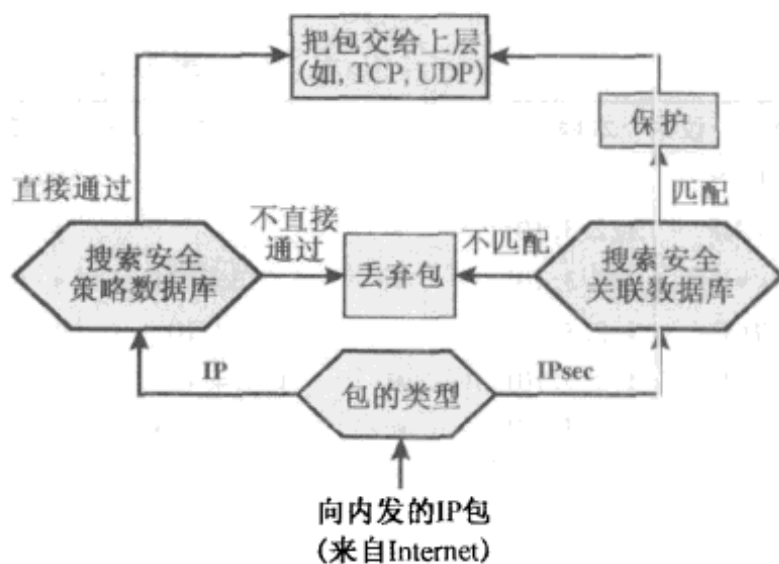 把包交给上层
(如, TCP, UDP)
保护
直接通过
匹配
不直接
通过
不匹配
搜索安全
策略数据库
丢弃包
搜索安全
关联数据库
IP
IPsec
包的类型
向内发的IP包
(来自Internet)